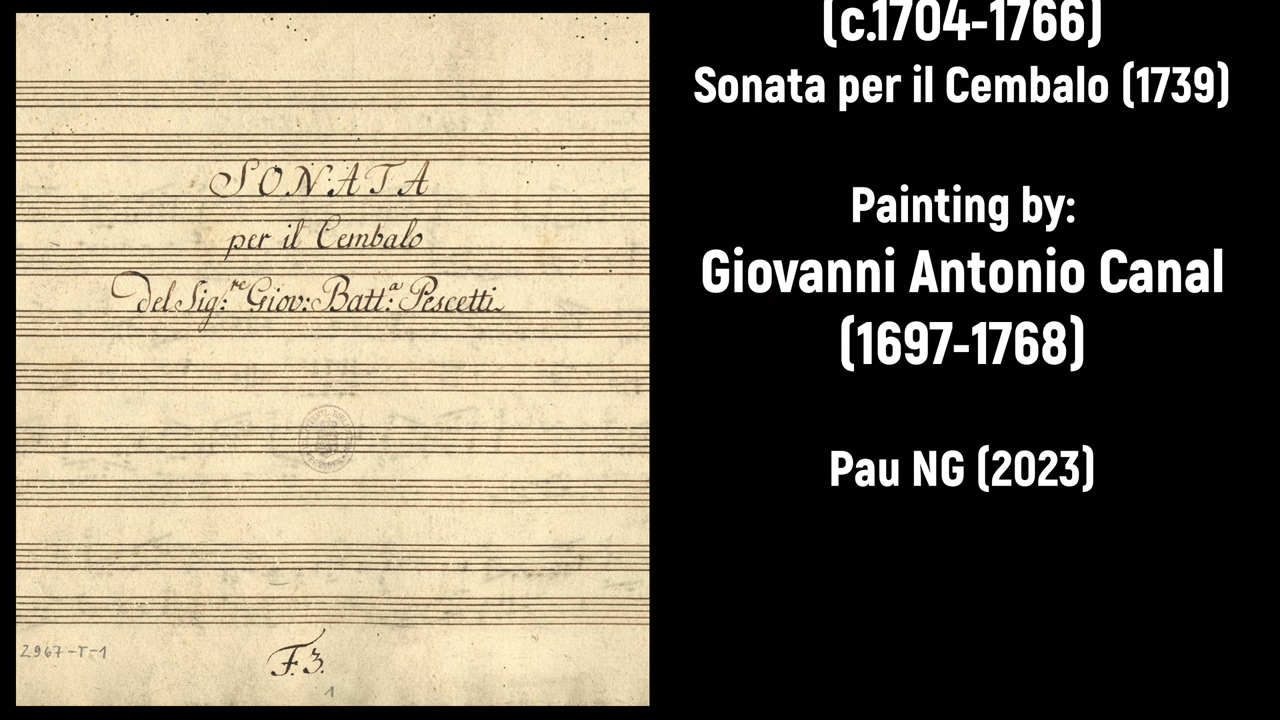 SONATA
per il Cembalo
del Sig:re Giov: Batt:a Pescetti
2967-T-1
F. 3.
1
(c.1704-1766)
Sonata per il Cembalo (1739)
Painting by:
Giovanni Antonio Canal
(1697-1768)
Pau NG (2023)